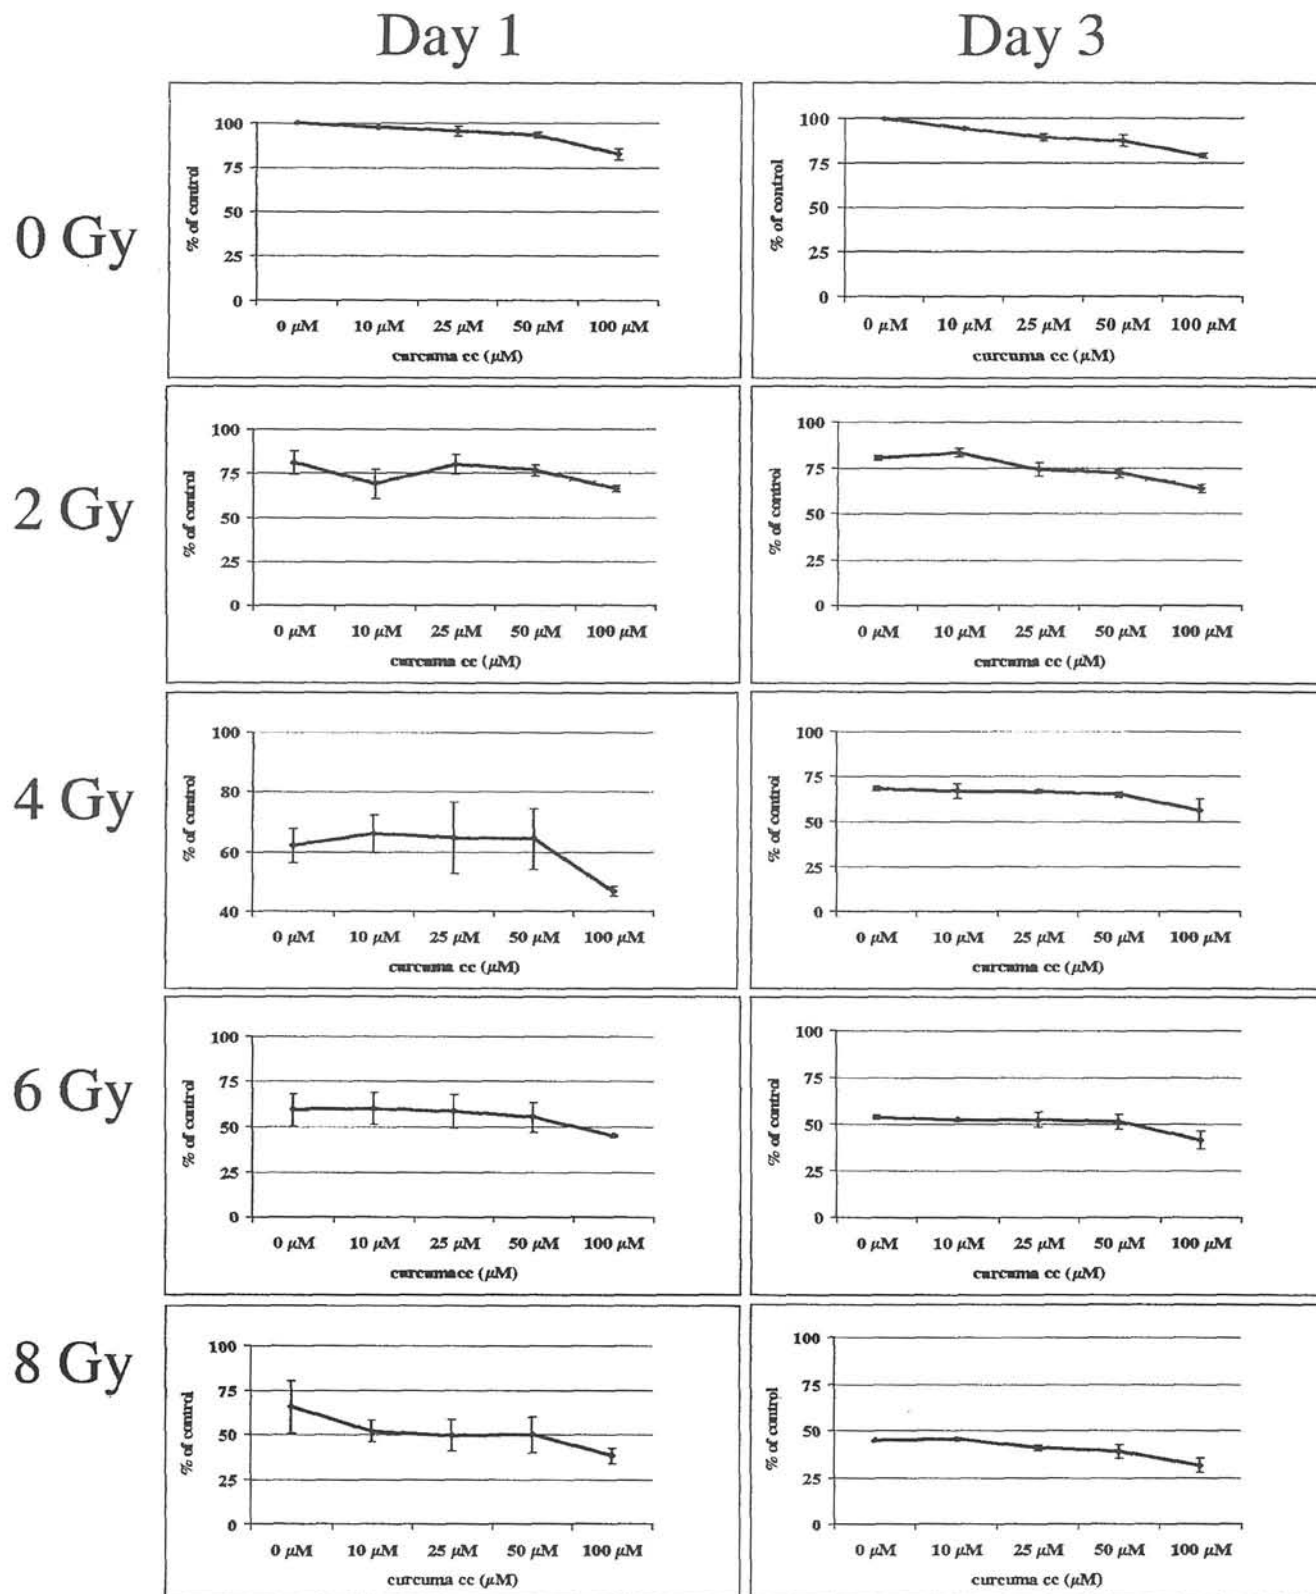 Day 1 Day 3
0 Gy
100
75
50
25
0
% of control
0 μM 10 μM 25 μM 50 μM 100 μM
curcuma cc (μM)
100
75
50
25
0
% of control
0 μM 10 μM 25 μM 50 μM 100 μM
curcuma cc (μM)
2 Gy
100
75
50
25
0
% of control
0 μM 10 μM 25 μM 50 μM 100 μM
curcuma cc (μM)
100
75
50
25
0
% of control
0 μM 10 μM 25 μM 50 μM 100 μM
curcuma cc (μM)
4 Gy
100
80
60
40
% of control
0 μM 10 μM 25 μM 50 μM 100 μM
curcuma cc (μM)
100
75
50
25
0
% of control
0 μM 10 μM 25 μM 50 μM 100 μM
curcuma cc (μM)
6 Gy
100
75
50
25
0
% of control
0 μM 10 μM 25 μM 50 μM 100 μM
curcumacc (μM)
100
75
50
25
0
% of control
0 μM 10 μM 25 μM 50 μM 100 μM
curcuma cc (μM)
8 Gy
100
75
50
25
0
% of control
0 μM 10 μM 25 μM 50 μM 100 μM
curcuma cc (μM)
100
75
50
25
0
% of control
0 μM 10 μM 25 μM 50 μM 100 μM
curcuma cc (μM)